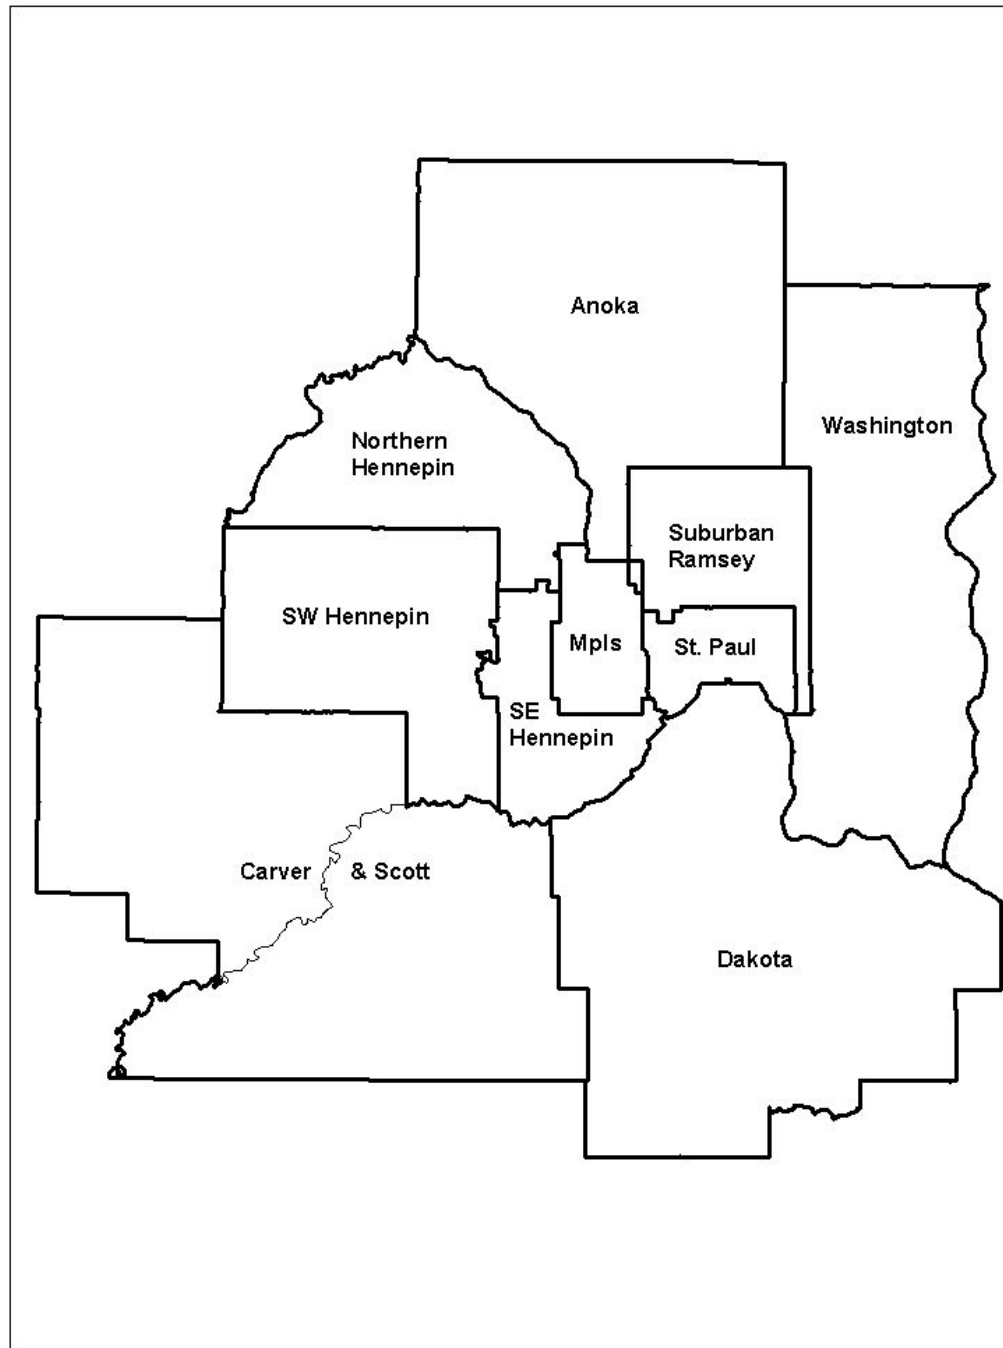 Anoka
Washington
Northern
Hennepin
Suburban
Ramsey
SW Hennepin
Mpls
St. Paul
SE
Hennepin
Carver & Scott
Dakota